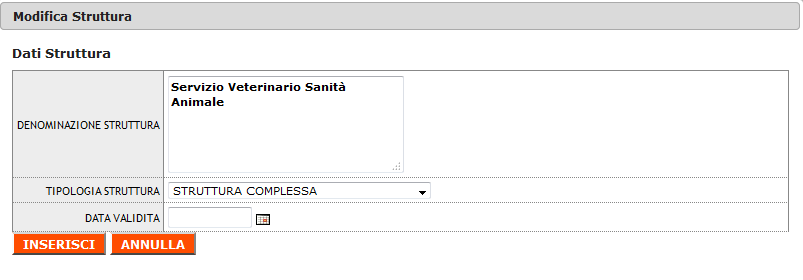 Modifica Struttura
Dati Struttura
DENOMINAZIONE STRUTTURA
Servizio Veterinario Sanità
Animale
TIPOLOGIA STRUTTURA
STRUTTURA COMPLESSA
DATA VALIDITA
INSERISCI ANNULLA